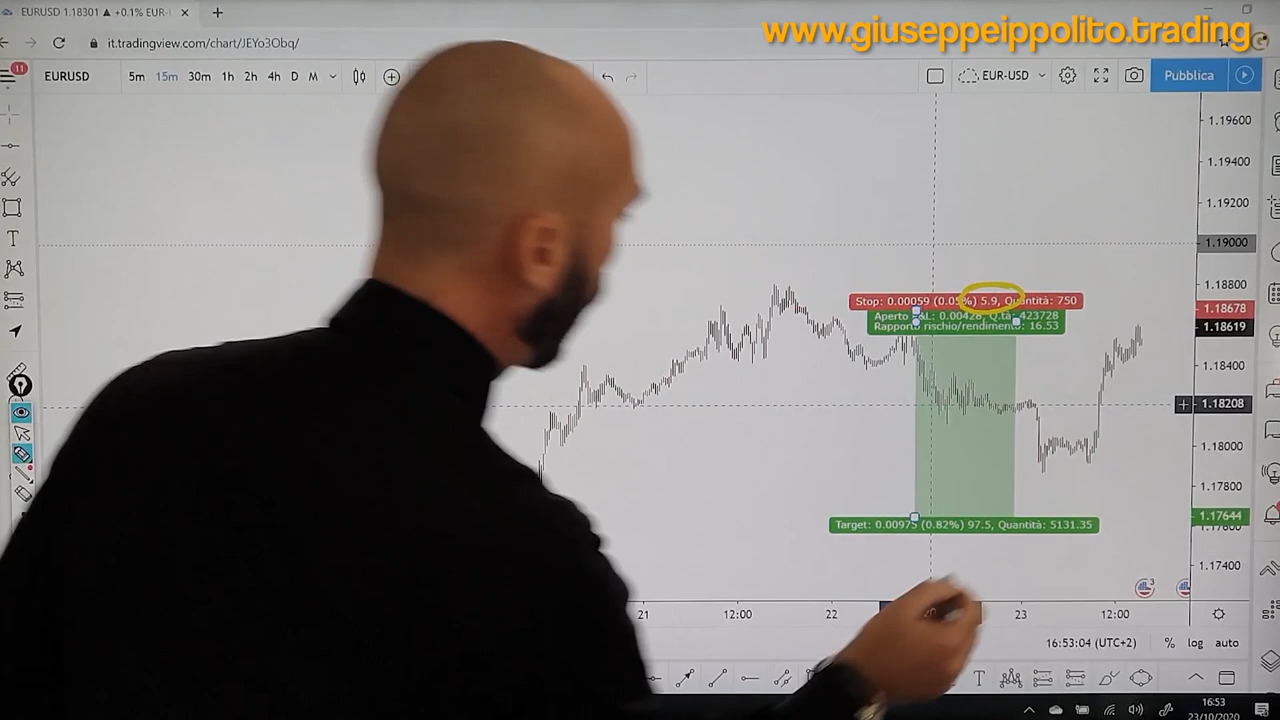 EURUSD 1.18301 ▲ +0.1% EUR-
www.giuseppeippolito.trading
it.tradingview.com/chart/JEYo3Obq/
11
EURUSD 5m 15m 30m 1h 2h 4h D M EUR-USD Pubblica
1.19600
1.19400
1.19200
1.19000
1.18800
Stop: 0.00059 (0.05%) 5.9, Quantità: 750
1.18678
Aperto P&L: 0.00428, Q.tà: 423728
Rapporto rischio/rendimento: 16.53
1.18619
1.18400
1.18208
1.18000
1.17800
1.17644
Target: 0.00975 (0.82%) 97.5, Quantità: 5131.35
1.17600
1.17400
3
21 12:00 22 23 12:00
16:53:04 (UTC+2) % log auto
16:53
23/10/2020